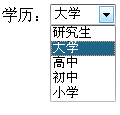 学历： 大学
研究生
大学
高中
初中
小学